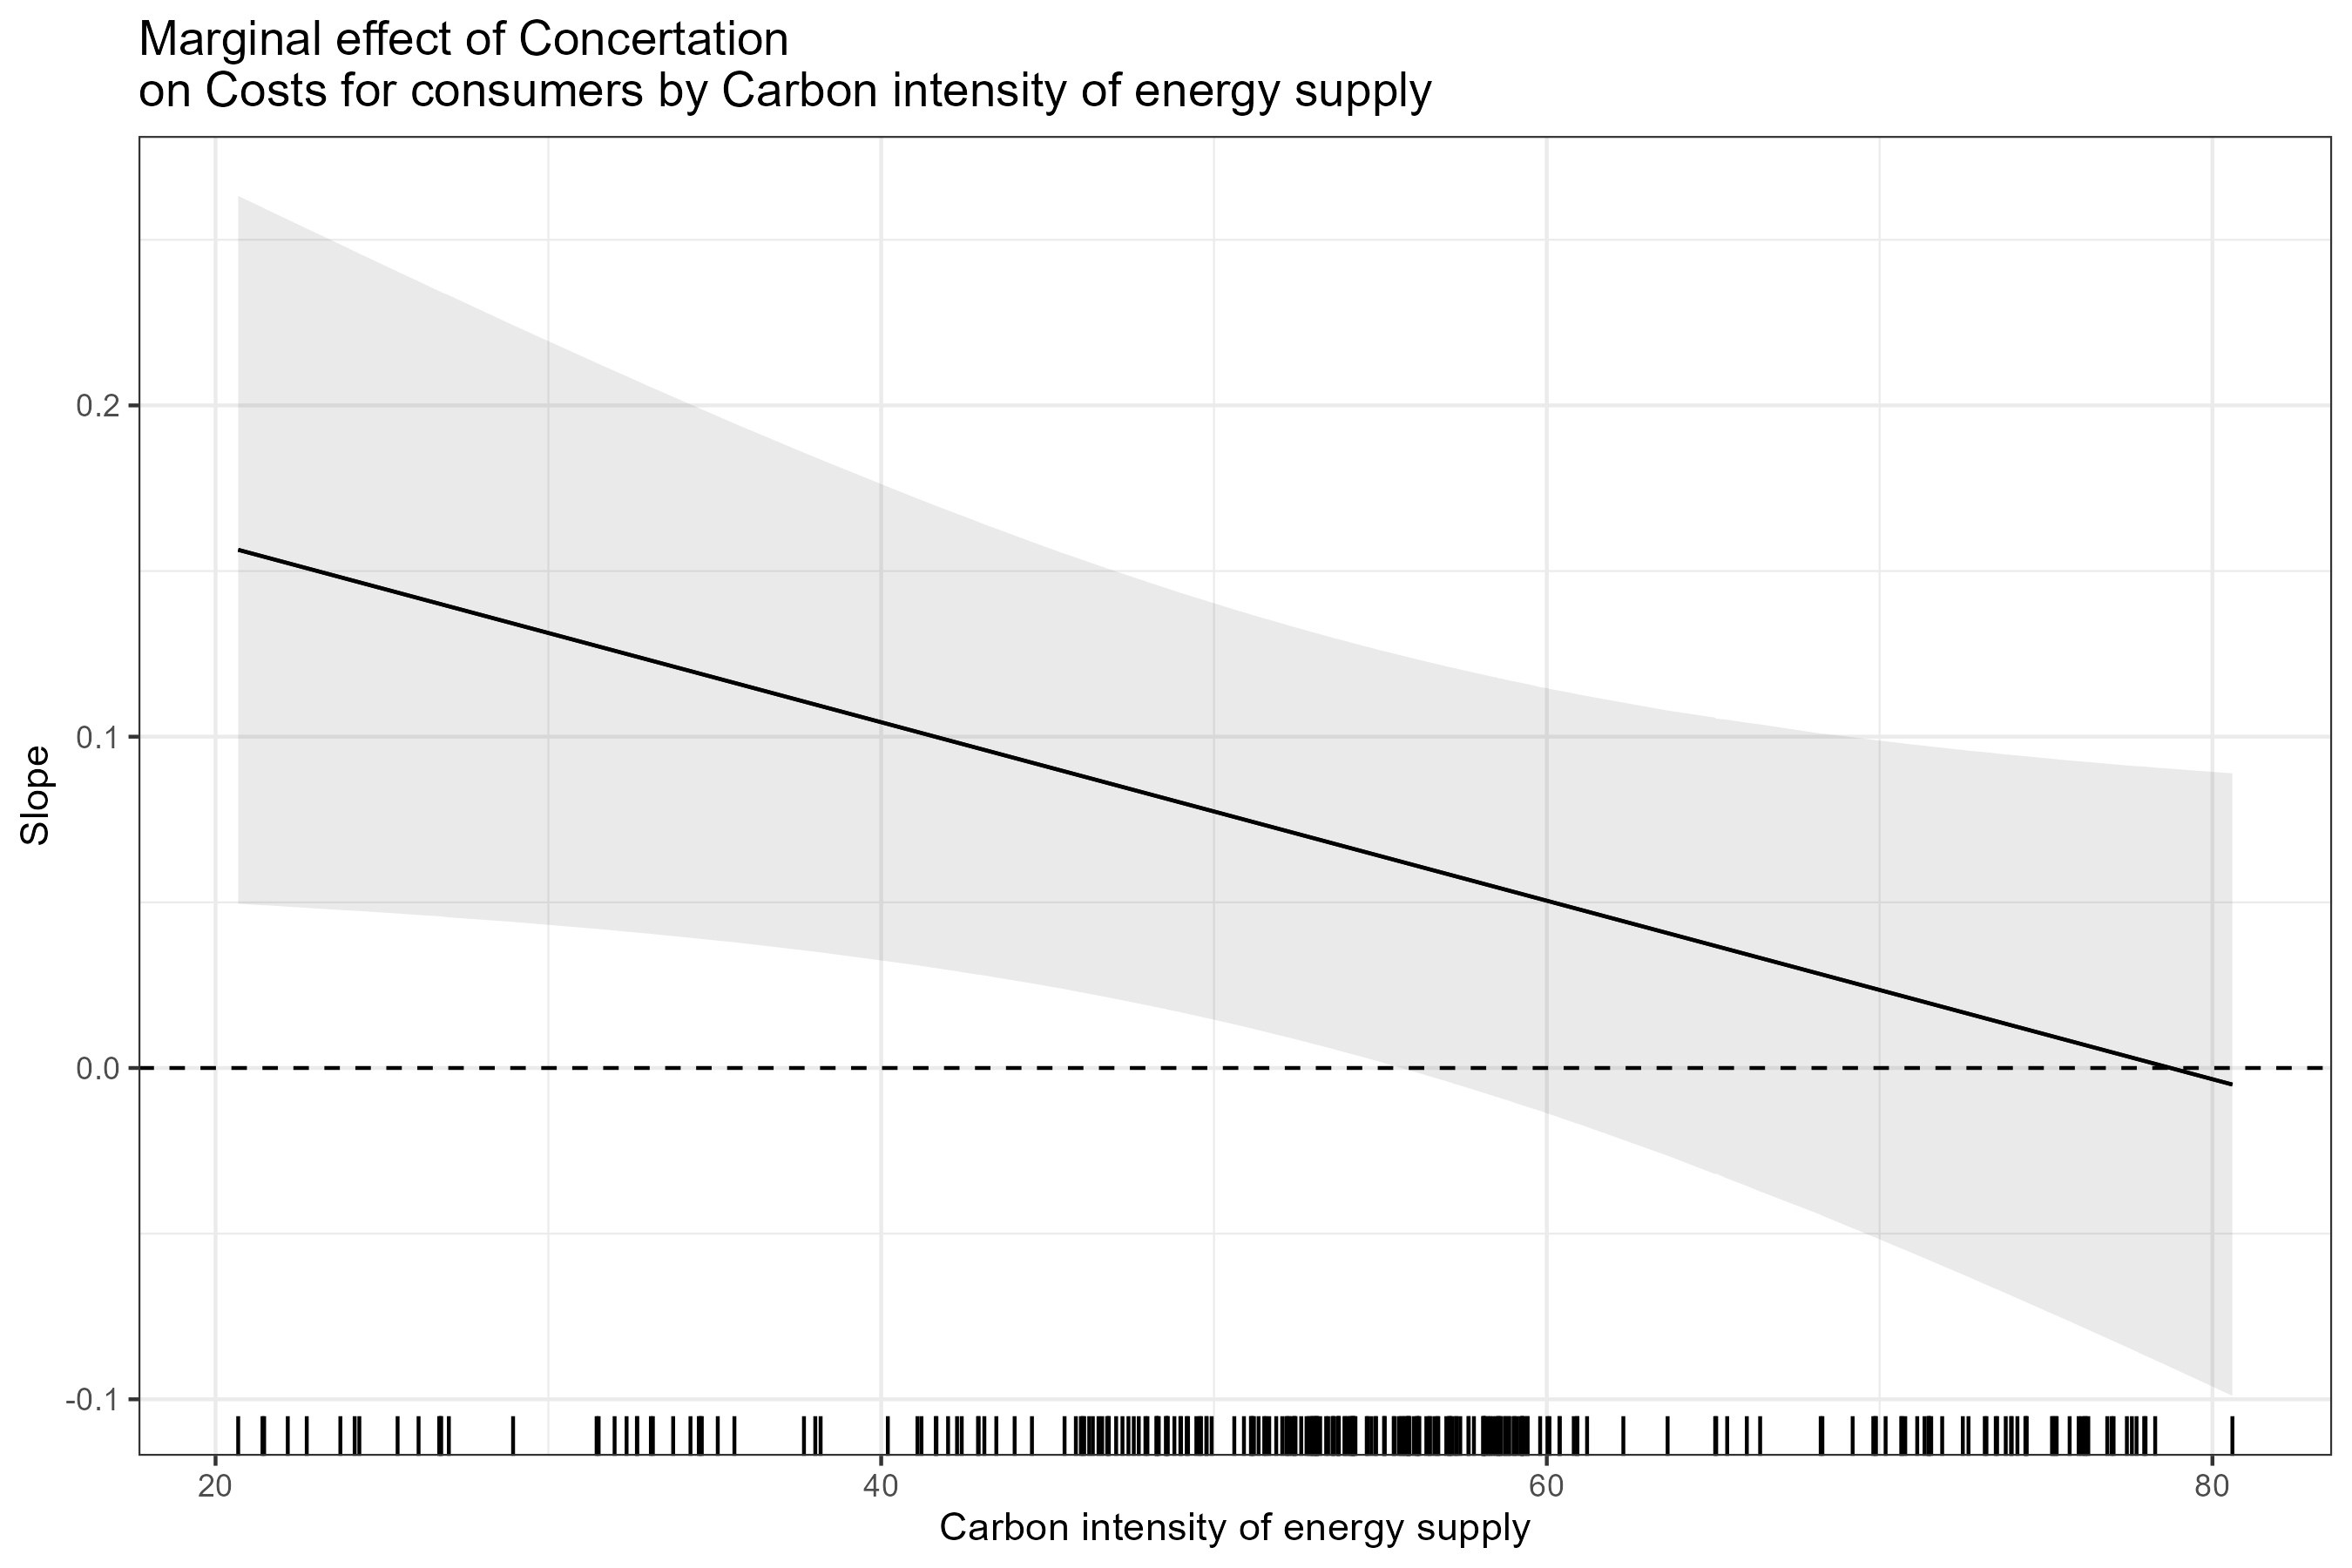 Marginal effect of Concertation
on Costs for consumers by Carbon intensity of energy supply
Slope
0.2
0.1
0.0
-0.1
20 40 60 80
Carbon intensity of energy supply